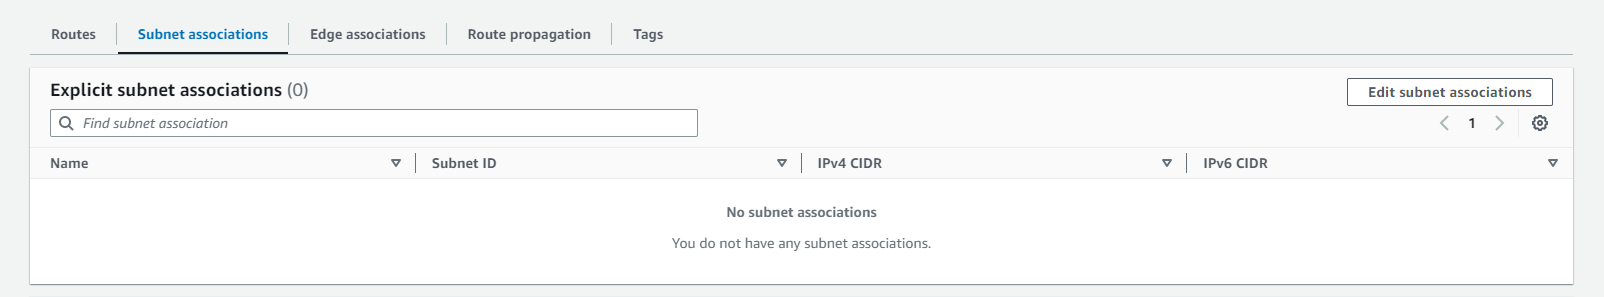 Routes
Subnet associations
Edge associations
Route propagation
Tags
Explicit subnet associations (0)
Edit subnet associations
Find subnet association
1
Name
Subnet ID
IPv4 CIDR
IPv6 CIDR
No subnet associations
You do not have any subnet associations.